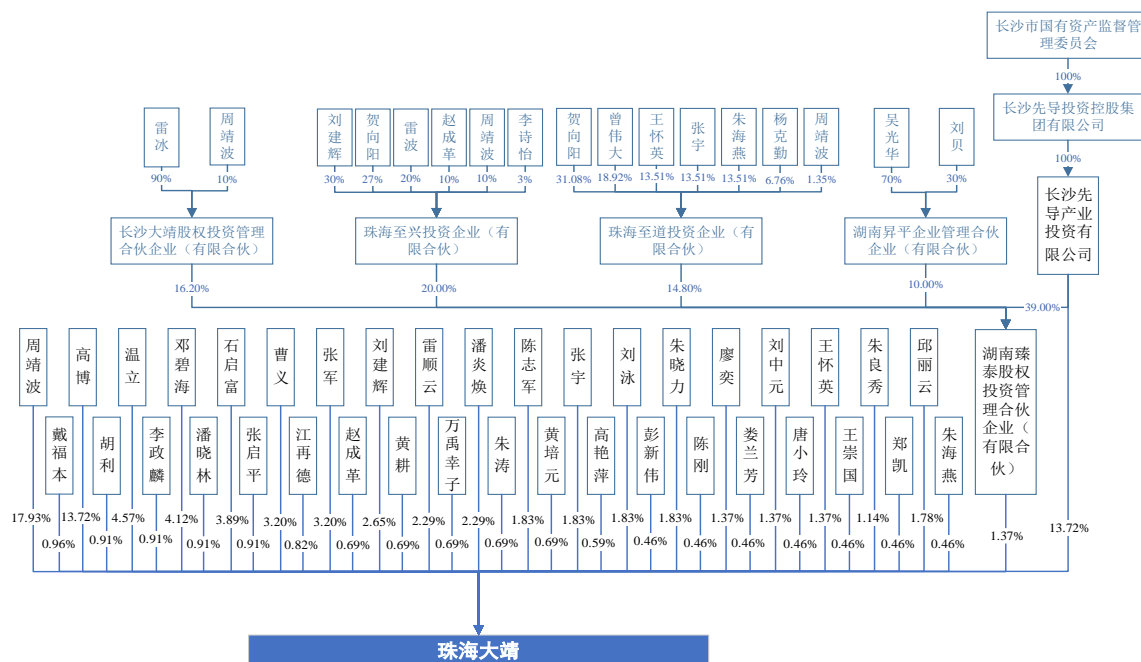 长沙市国有资产监督管
理委员会
100%
长沙先导投资控股集
团有限公司
100%
雷冰
周靖波
刘建辉
贺向阳
雷波
赵成革
周靖波
李诗怡
贺向阳
曾伟大
王怀英
张宇
朱海燕
杨克勤
周靖波
吴光华
刘贝
90%
10%
30%
27%
20%
10%
10%
3%
31.08%
18.92%
13.51%
13.51%
13.51%
6.76%
1.35%
70%
30%
长沙先
导产业
投资有
限公司
长沙大靖股权投资管理
合伙企业（有限合伙）
珠海至兴投资企业（有
限合伙）
珠海至道投资企业（有
限合伙）
湖南昇平企业管理合伙
企业（有限合伙）
16.20%
20.00%
14.80%
10.00%
39.00%
周靖波
高博
温立
邓碧海
石启富
曹义
张军
刘建辉
雷顺云
潘炎焕
陈志军
张宇
刘泳
朱晓力
廖奕
刘中元
王怀英
朱良秀
邱丽云
湖南臻
泰股权
投资管
理合伙
企业（
有限合
伙）
戴福本
胡利
李政麟
潘晓林
张启平
江再德
赵成革
黄耕
万禹幸子
朱涛
黄培元
高艳萍
彭新伟
陈刚
娄兰芳
唐小玲
王崇国
郑凯
朱海燕
17.93%
13.72%
4.57%
4.12%
3.89%
3.20%
3.20%
2.65%
2.29%
2.29%
1.83%
1.83%
1.83%
1.83%
1.37%
1.37%
1.37%
1.14%
1.78%
1.37%
13.72%
0.96%
0.91%
0.91%
0.91%
0.91%
0.82%
0.69%
0.69%
0.69%
0.69%
0.69%
0.59%
0.46%
0.46%
0.46%
0.46%
0.46%
0.46%
0.46%
珠海大靖